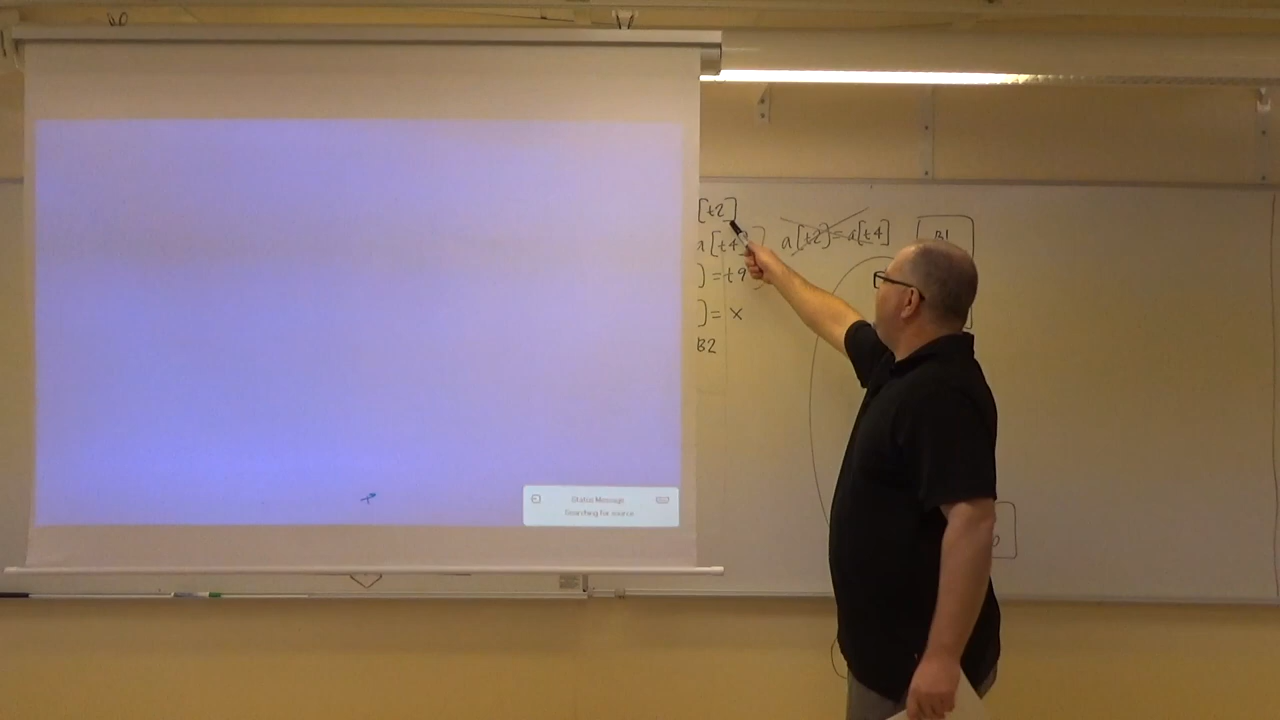 [t2]
a[t4]
a[t2]=a[t4]
B1
]=t9
]=x
B2
Status Message
Searching for source